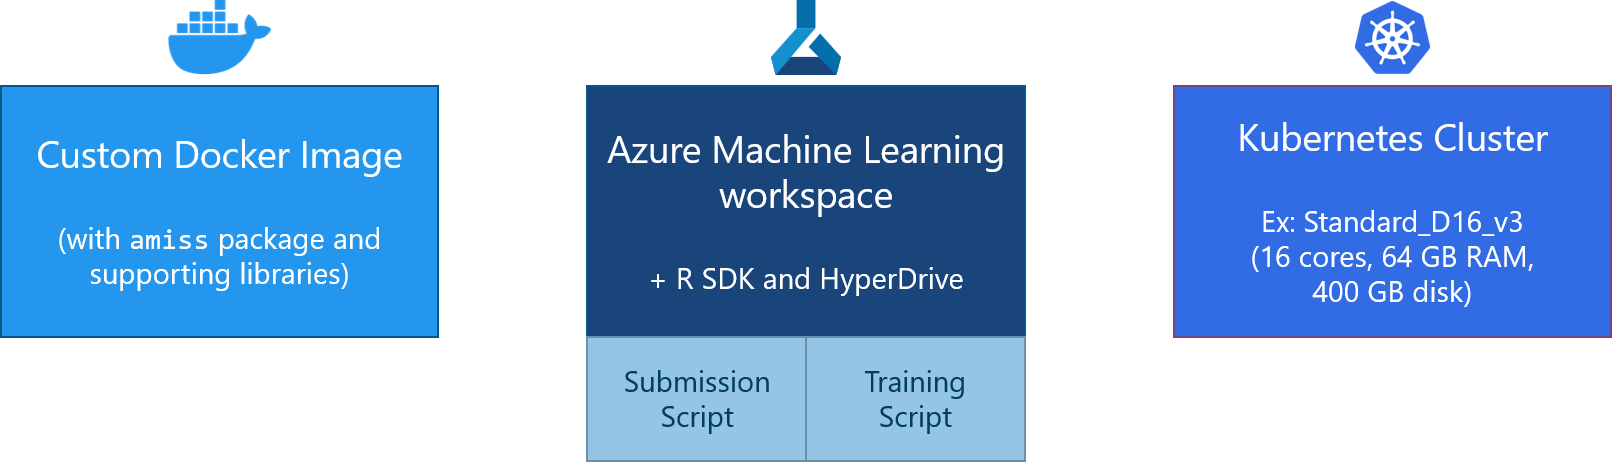 Custom Docker Image
(with amiss package and
supporting libraries)
Azure Machine Learning
workspace
+ R SDK and HyperDrive
Submission
Script
Training
Script
Kubernetes Cluster
Ex: Standard_D16_v3
(16 cores, 64 GB RAM,
400 GB disk)